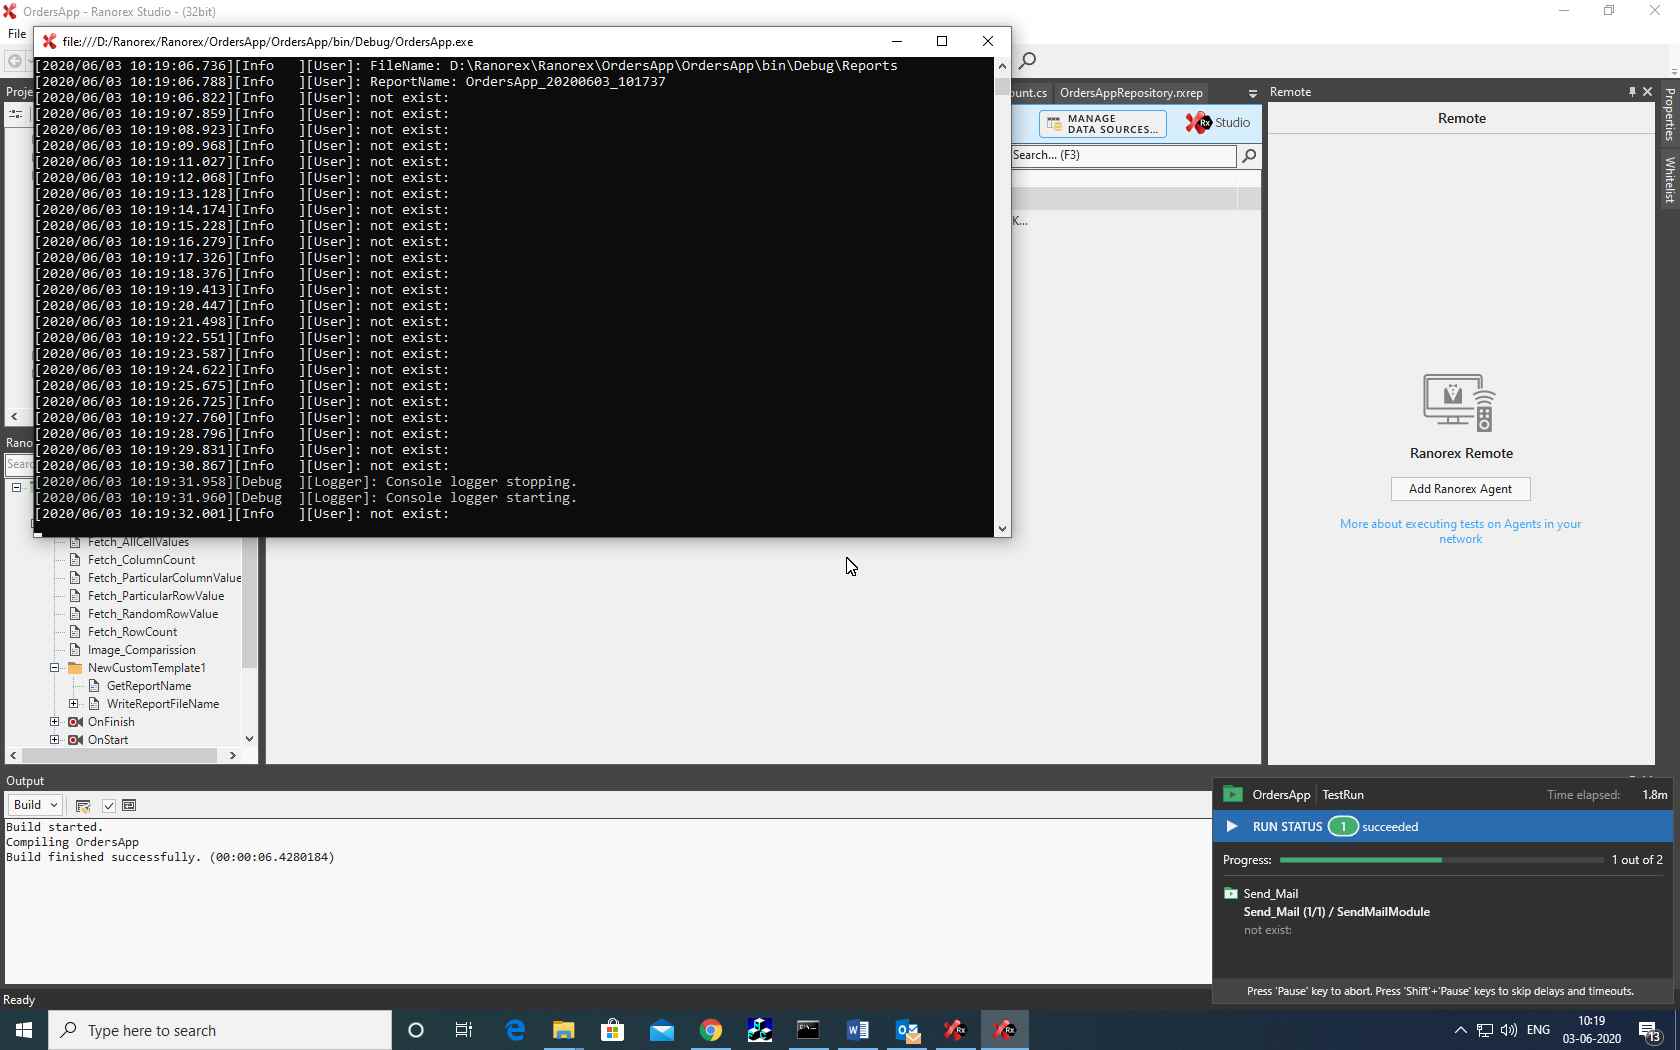 OrdersApp - Ranorex Studio - (32bit)
File
file:///D:/Ranorex/Ranorex/OrdersApp/OrdersApp/bin/Debug/OrdersApp.exe
[2020/06/03 10:19:06.736][Info   ][User]: FileName: D:\Ranorex\Ranorex\OrdersApp\OrdersApp\bin\Debug\Reports
[2020/06/03 10:19:06.788][Info   ][User]: ReportName: OrdersApp_20200603_101737
[2020/06/03 10:19:06.822][Info   ][User]: not exist:
[2020/06/03 10:19:07.859][Info   ][User]: not exist:
[2020/06/03 10:19:08.923][Info   ][User]: not exist:
[2020/06/03 10:19:09.968][Info   ][User]: not exist:
[2020/06/03 10:19:11.027][Info   ][User]: not exist:
[2020/06/03 10:19:12.068][Info   ][User]: not exist:
[2020/06/03 10:19:13.128][Info   ][User]: not exist:
[2020/06/03 10:19:14.174][Info   ][User]: not exist:
[2020/06/03 10:19:15.228][Info   ][User]: not exist:
[2020/06/03 10:19:16.279][Info   ][User]: not exist:
[2020/06/03 10:19:17.326][Info   ][User]: not exist:
[2020/06/03 10:19:18.376][Info   ][User]: not exist:
[2020/06/03 10:19:19.413][Info   ][User]: not exist:
[2020/06/03 10:19:20.447][Info   ][User]: not exist:
[2020/06/03 10:19:21.498][Info   ][User]: not exist:
[2020/06/03 10:19:22.551][Info   ][User]: not exist:
[2020/06/03 10:19:23.587][Info   ][User]: not exist:
[2020/06/03 10:19:24.622][Info   ][User]: not exist:
[2020/06/03 10:19:25.675][Info   ][User]: not exist:
[2020/06/03 10:19:26.725][Info   ][User]: not exist:
[2020/06/03 10:19:27.760][Info   ][User]: not exist:
[2020/06/03 10:19:28.796][Info   ][User]: not exist:
[2020/06/03 10:19:29.831][Info   ][User]: not exist:
[2020/06/03 10:19:30.867][Info   ][User]: not exist:
[2020/06/03 10:19:31.958][Debug  ][Logger]: Console logger stopping.
[2020/06/03 10:19:31.960][Debug  ][Logger]: Console logger starting.
[2020/06/03 10:19:32.001][Info   ][User]: not exist:
Proje
Rano
Searc
ount.cs
OrdersAppRepository.rxrep
MANAGE
DATA SOURCES...
Rx Studio
Search... (F3)
K...
Remote
Remote
Ranorex Remote
Add Ranorex Agent
More about executing tests on Agents in your
network
Properties
Whitelist
Fetch_AllCellValues
Fetch_ColumnCount
Fetch_ParticularColumnValue
Fetch_ParticularRowValue
Fetch_RandomRowValue
Fetch_RowCount
Image_Comparission
NewCustomTemplate1
GetReportName
WriteReportFileName
OnFinish
OnStart
Output
Build
Build started.
Compiling OrdersApp
Build finished successfully. (00:00:06.4280184)
OrdersApp TestRun Time elapsed: 1.8m
RUN STATUS 1 succeeded
Progress: 1 out of 2
Send_Mail
Send_Mail (1/1) / SendMailModule
not exist:
Press 'Pause' key to abort. Press 'Shift'+'Pause' keys to skip delays and timeouts.
Ready
Type here to search
Rx
Rx
ENG
10:19
03-06-2020
13